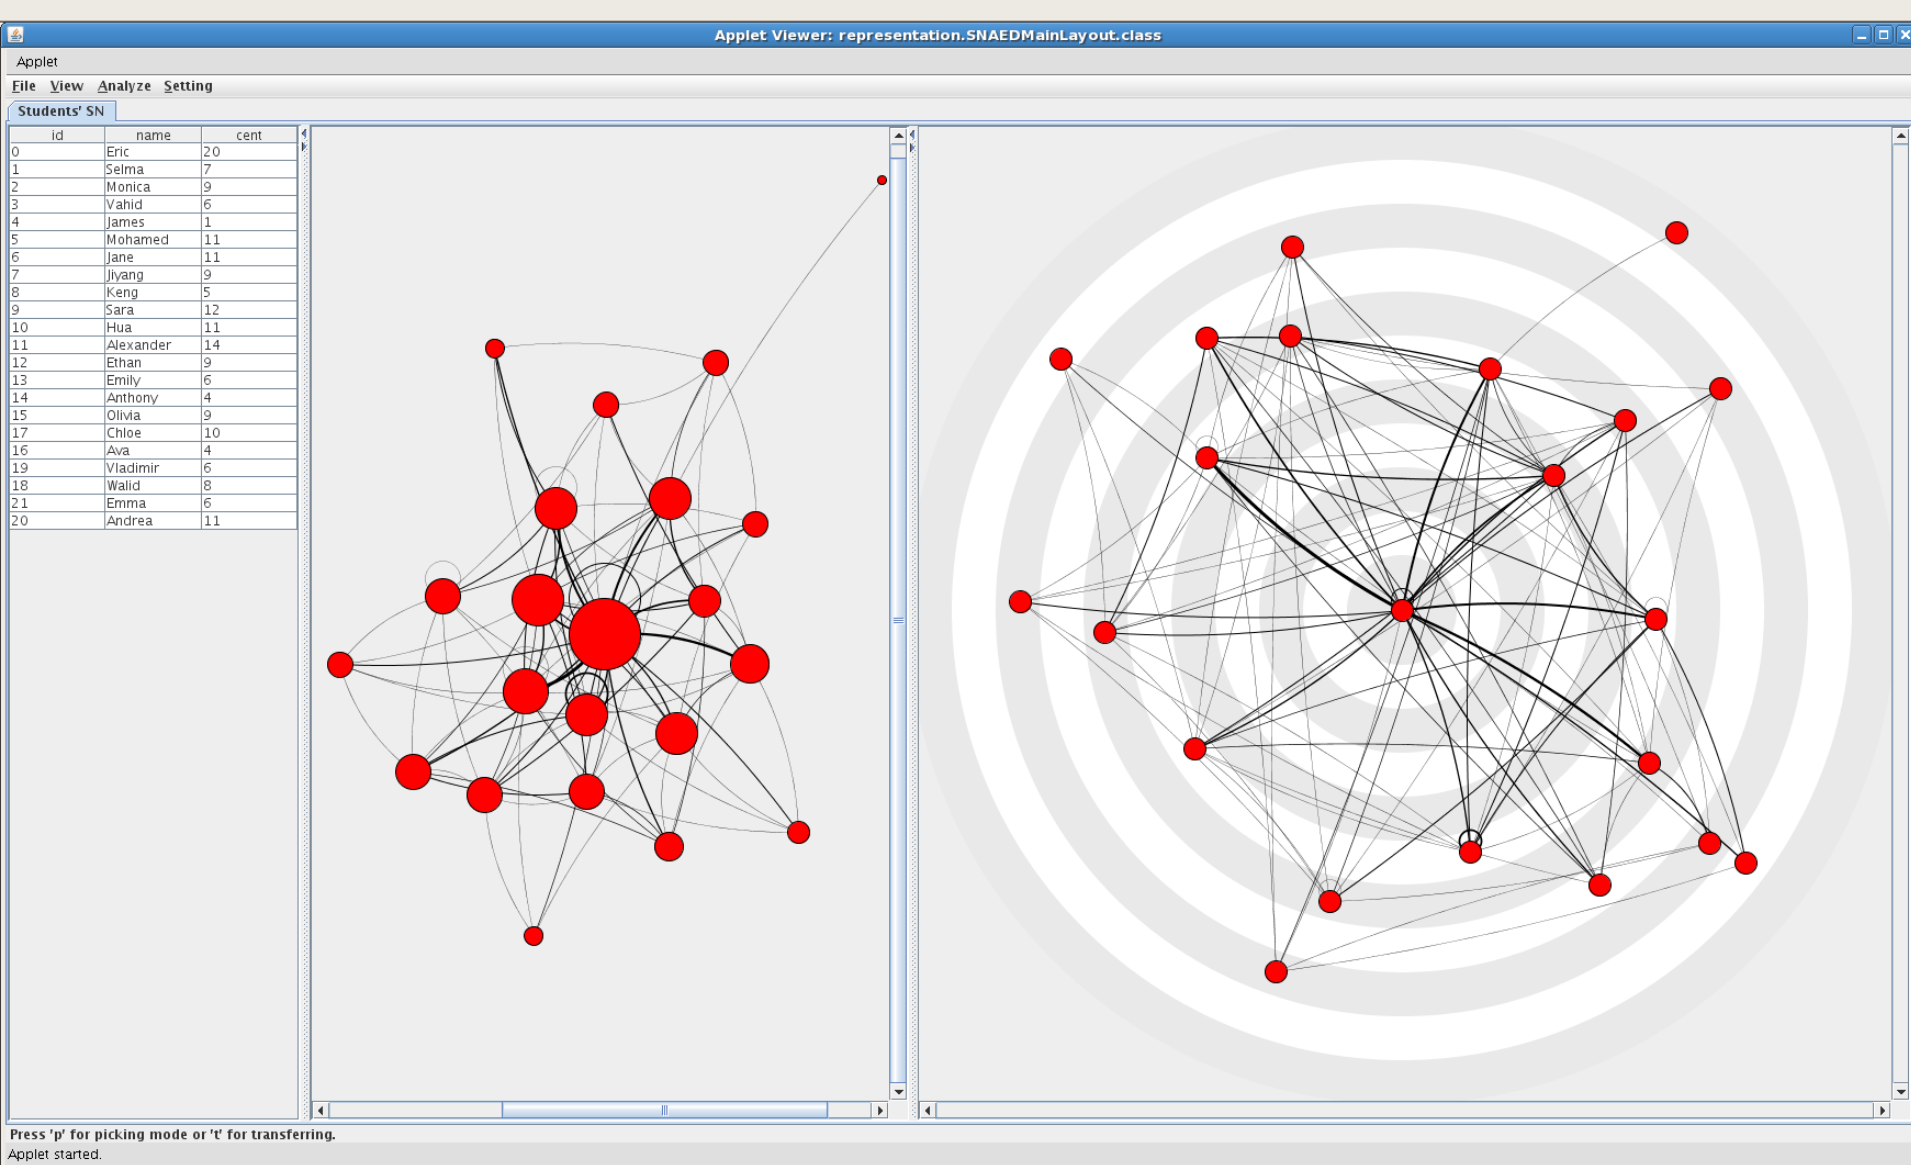 Applet Viewer: representation.SNAEDMainLayout.class
Applet
File View Analyze Setting
Students' SN
id name cent
0 Eric 20
1 Selma 7
2 Monica 9
3 Vahid 6
4 James 1
5 Mohamed 11
6 Jane 11
7 Jiyang 9
8 Keng 5
9 Sara 12
10 Hua 11
11 Alexander 14
12 Ethan 9
13 Emily 6
14 Anthony 4
15 Olivia 9
17 Chloe 10
16 Ava 4
19 Vladimir 6
18 Walid 8
21 Emma 6
20 Andrea 11
Press 'p' for picking mode or 't' for transferring.
Applet started.